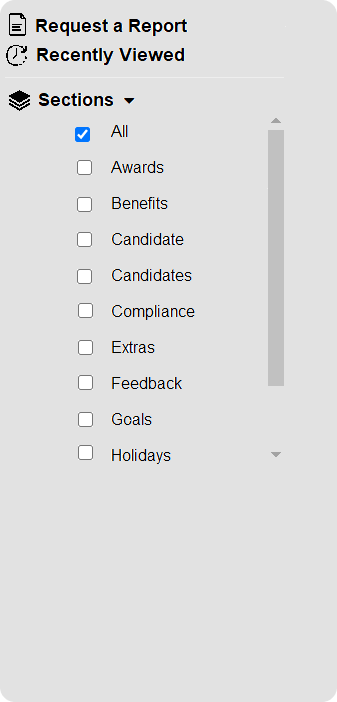 Request a Report
Recently Viewed
Sections
All
Awards
Benefits
Candidate
Candidates
Compliance
Extras
Feedback
Goals
Holidays